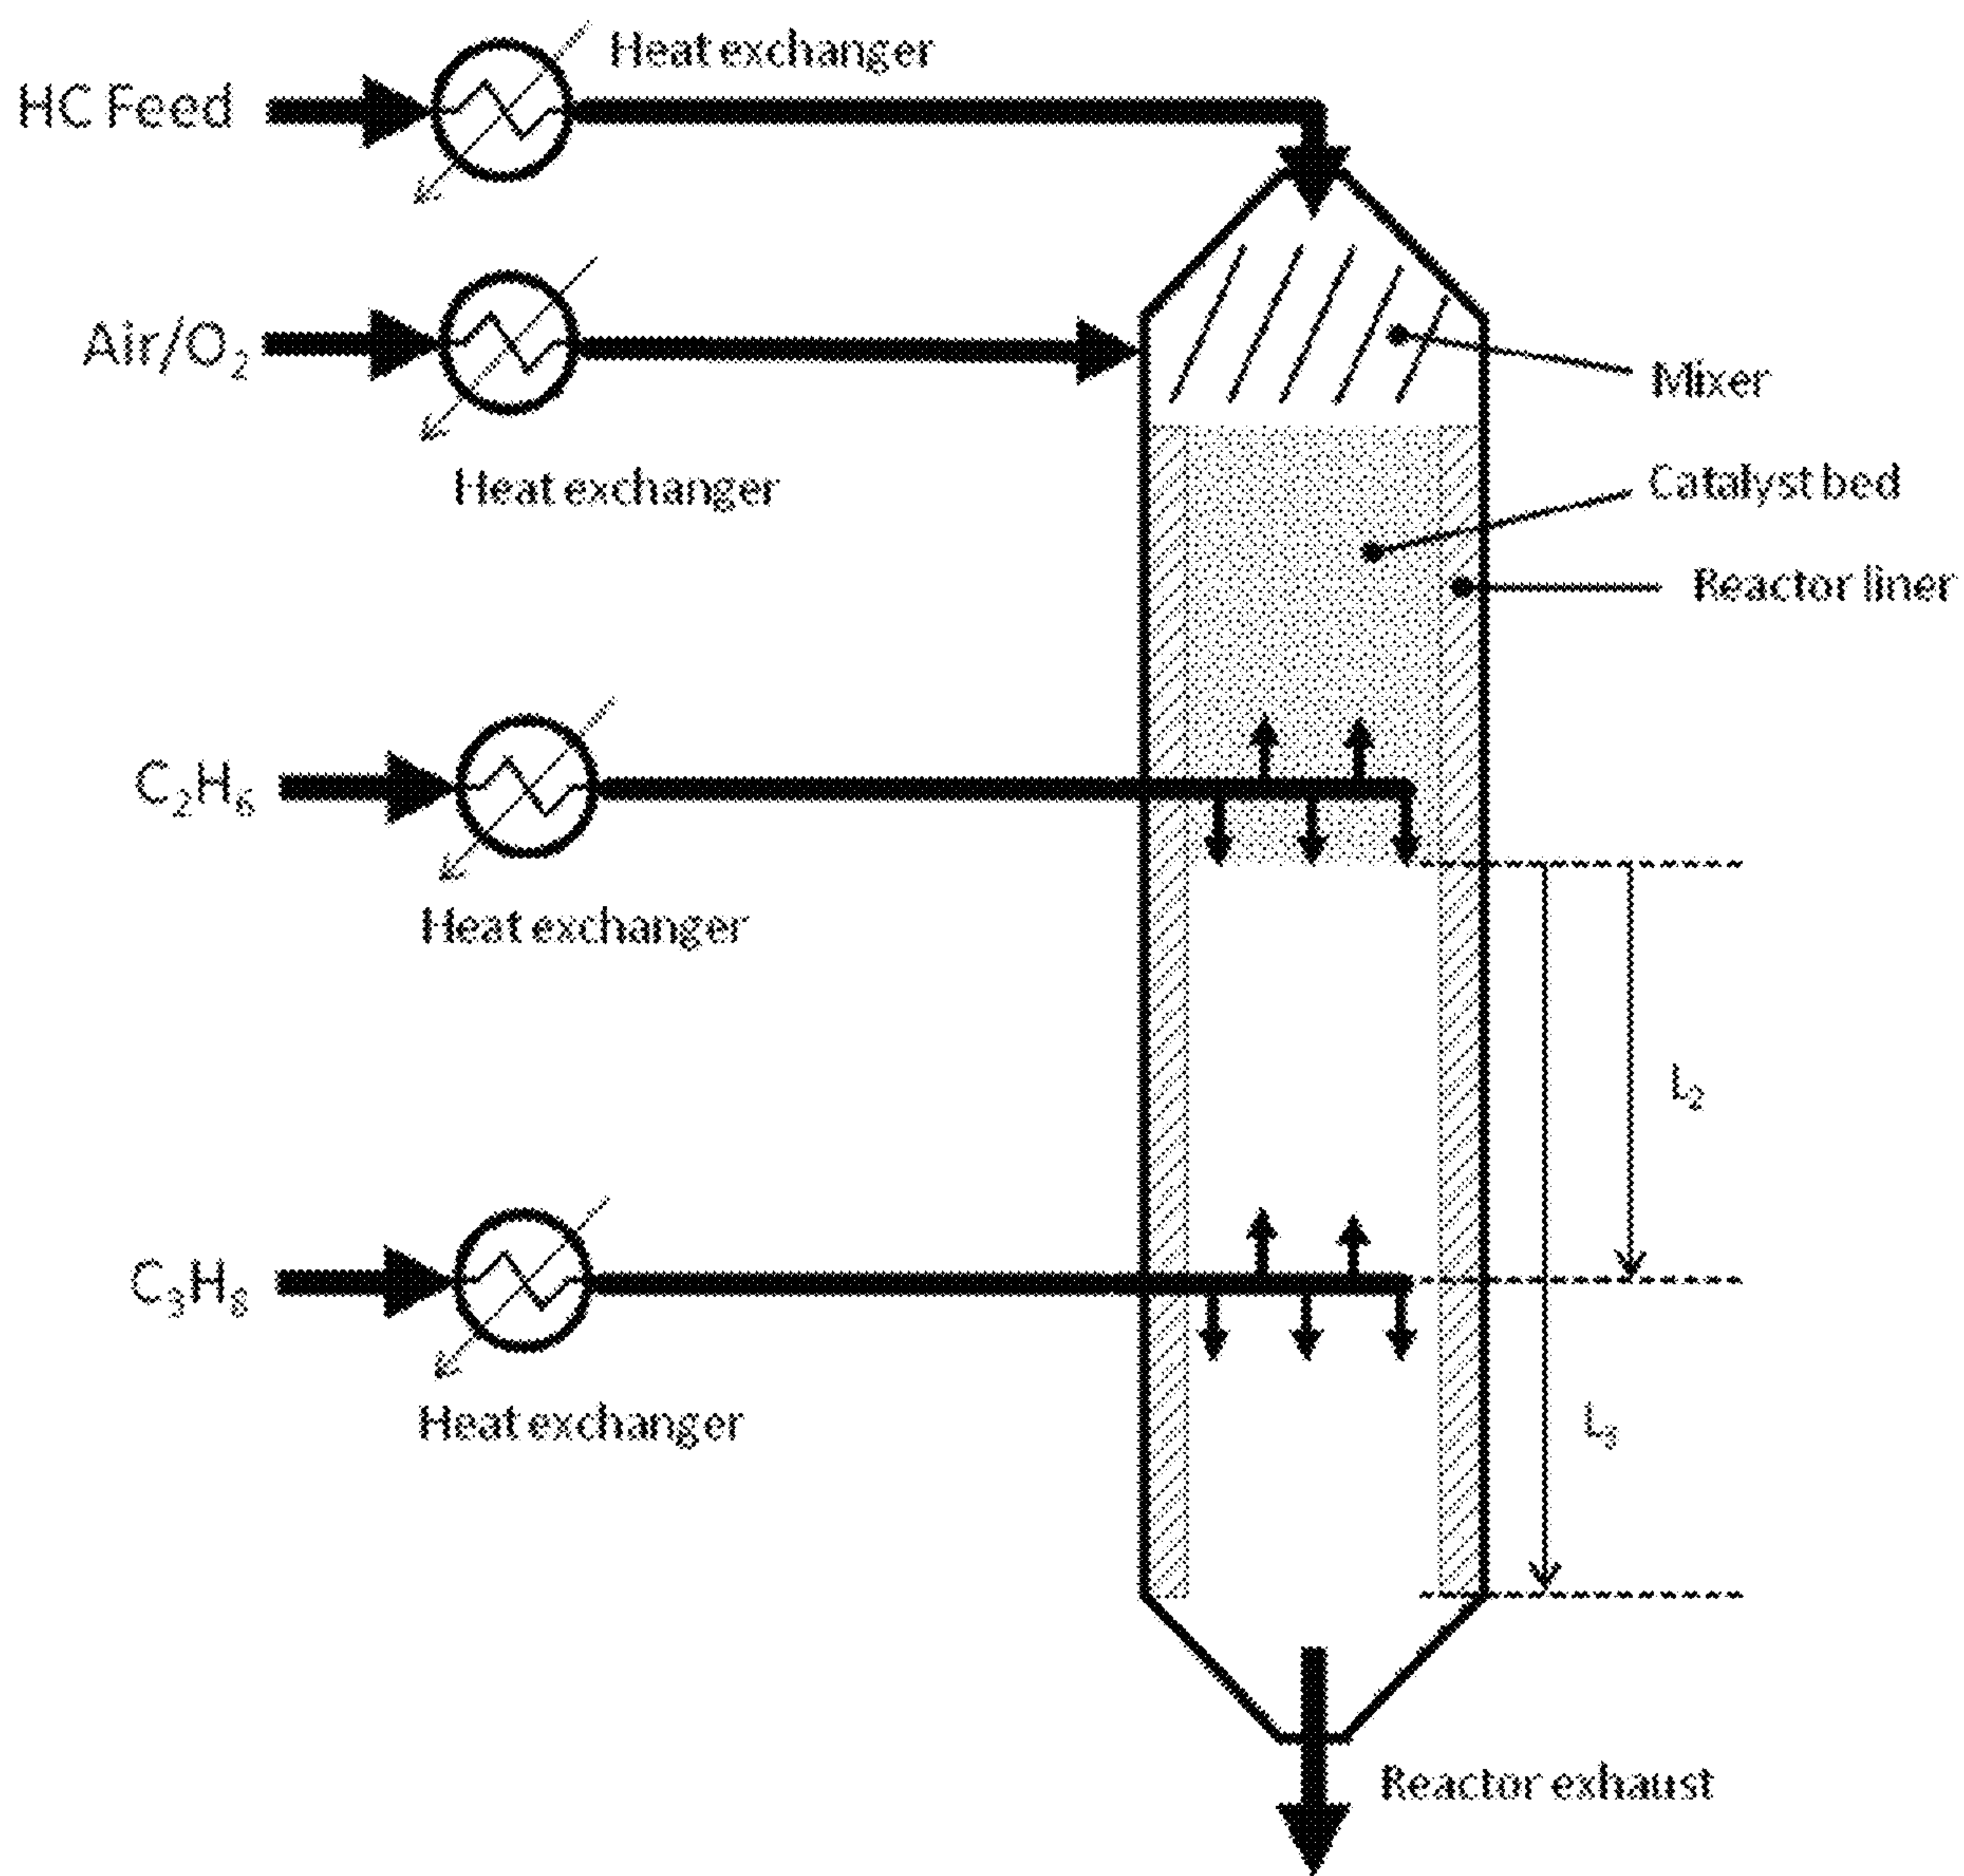 Heat exchanger
HC Feed
Air/O₂
Mixer
Heat exchanger
Catalyst bed
Reactor liner
C₂H₆
Heat exchanger
L₂
C₃H₈
Heat exchanger
L₃
Reactor exhaust